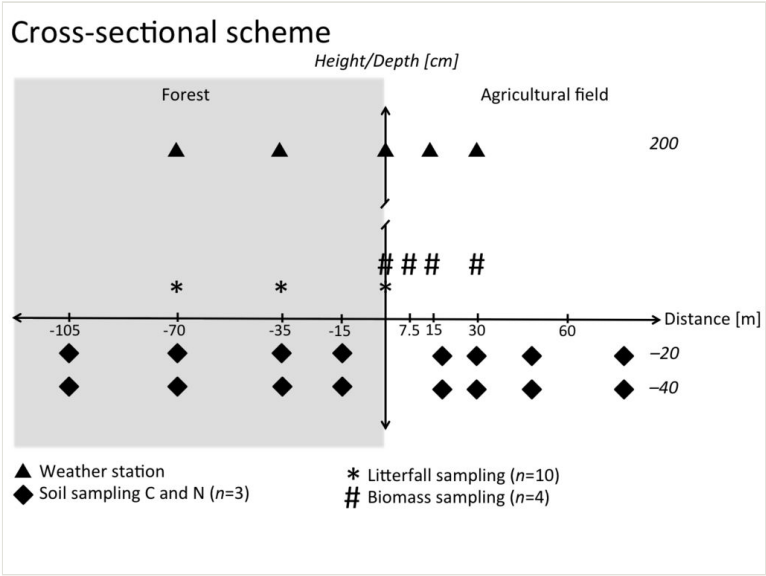 Cross-sectional scheme
Height/Depth [cm]
Forest
Agricultural field
200
# # # #
* * *
Distance [m]
-105 -70 -35 -15 7.5 15 30 60
–20
–40
Weather station
Soil sampling C and N (n=3)
* Litterfall sampling (n=10)
# Biomass sampling (n=4)